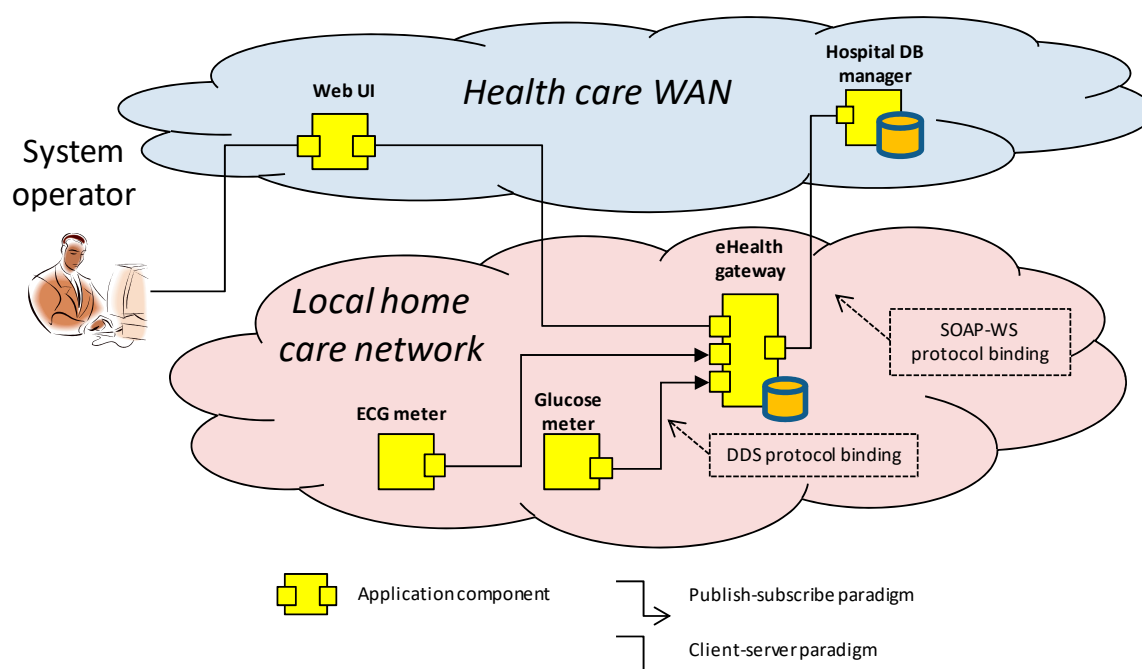 Hospital DB
manager
Web UI
Health care WAN
System
operator
eHealth
gateway
Local home
care network
SOAP-WS
protocol binding
ECG meter
Glucose
meter
DDS protocol binding
Application component
Publish-subscribe paradigm
Client-server paradigm